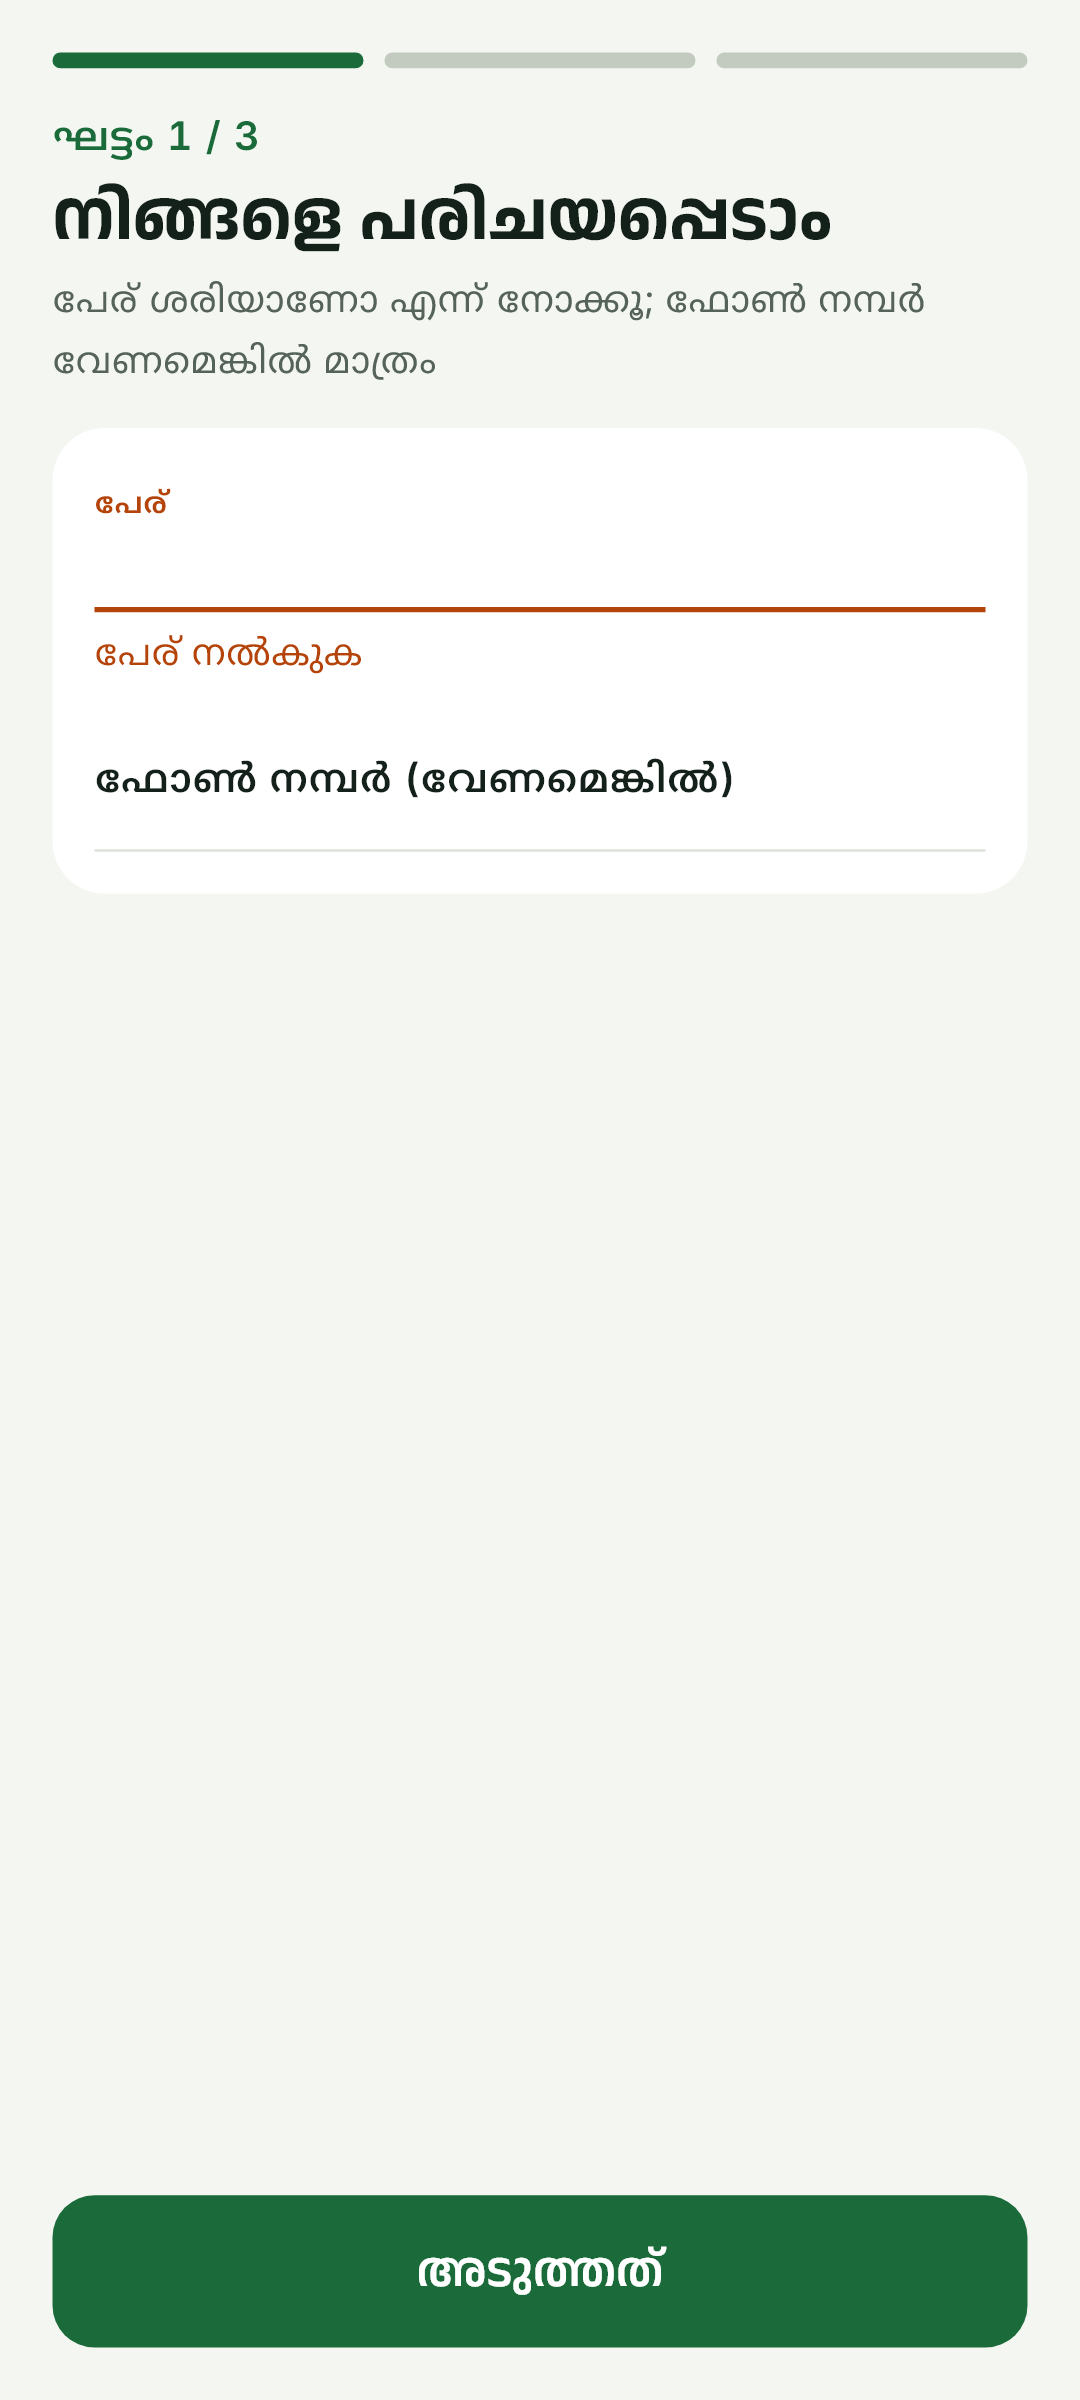 ഘട്ടം 1 / 3
നിങ്ങളെ പരിചയപ്പെടാം
പേര് ശരിയാണോ എന്ന് നോക്കൂ; ഫോൺ നമ്പർ
വേണമെങ്കിൽ മാത്രം
പേര്
പേര് നൽകുക
ഫോൺ നമ്പർ (വേണമെങ്കിൽ)
അടുത്തത്